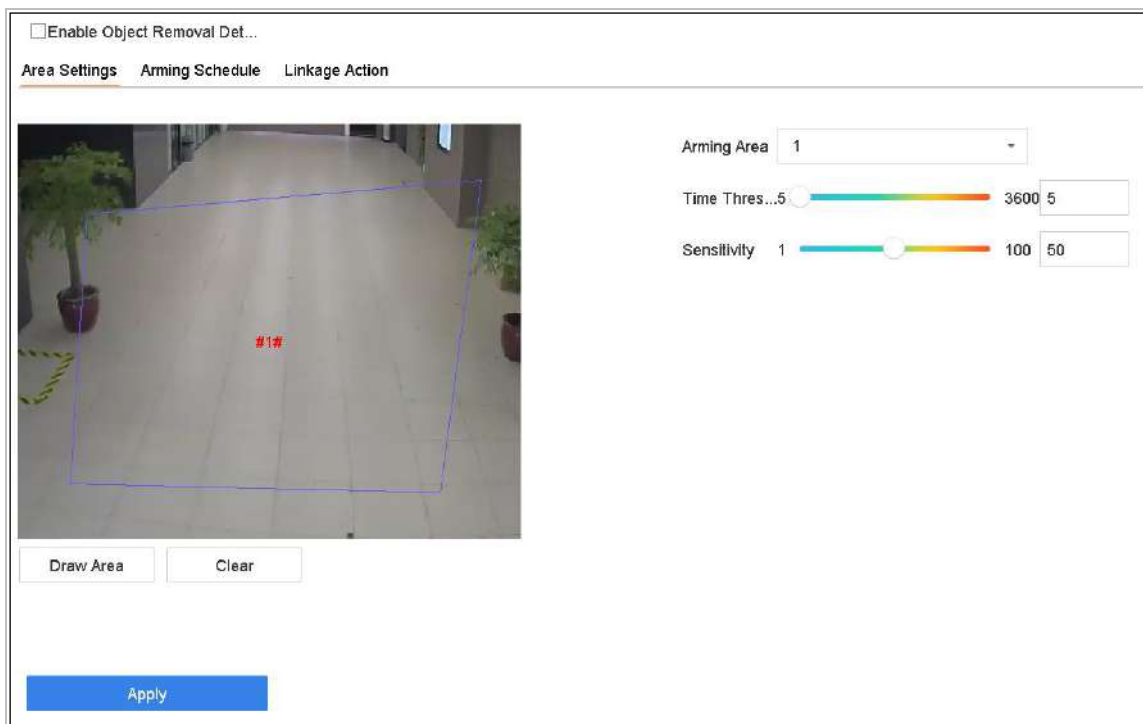 Enable Object Removal Det...
Area Settings Arming Schedule Linkage Action
Arming Area 1
Time Thres...5 3600 5
Sensitivity 1 100 50
#1#
Draw Area Clear
Apply